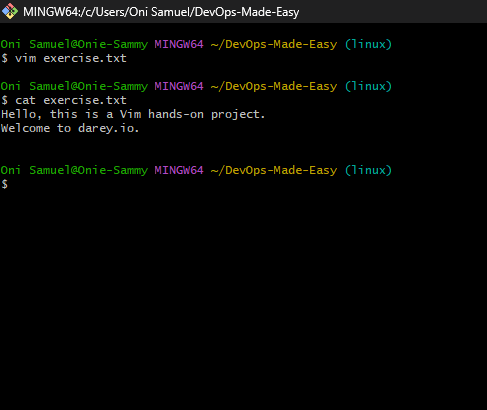 MINGW64:/c/Users/Oni Samuel/DevOps-Made-Easy
Oni Samuel@Onie-Sammy MINGW64 ~/DevOps-Made-Easy (linux)
$ vim exercise.txt
Oni Samuel@Onie-Sammy MINGW64 ~/DevOps-Made-Easy (linux)
$ cat exercise.txt
Hello, this is a Vim hands-on project.
Welcome to darey.io.
Oni Samuel@Onie-Sammy MINGW64 ~/DevOps-Made-Easy (linux)
$